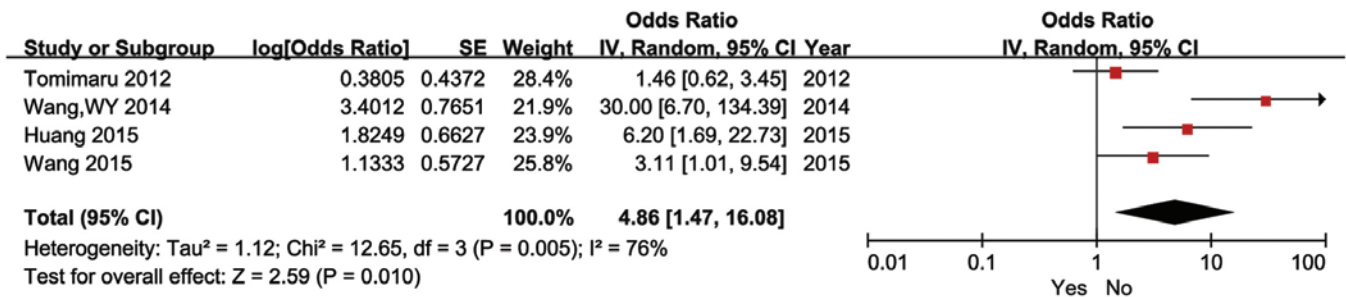 Odds Ratio Odds Ratio
Study or Subgroup log[Odds Ratio] SE Weight IV, Random, 95% CI Year IV, Random, 95% CI
Tomimaru 2012 0.3805 0.4372 28.4% 1.46 [0.62, 3.45] 2012
Wang,WY 2014 3.4012 0.7651 21.9% 30.00 [6.70, 134.39] 2014
Huang 2015 1.8249 0.6627 23.9% 6.20 [1.69, 22.73] 2015
Wang 2015 1.1333 0.5727 25.8% 3.11 [1.01, 9.54] 2015
Total (95% CI) 100.0% 4.86 [1.47, 16.08]
Heterogeneity: Tau² = 1.12; Chi² = 12.65, df = 3 (P = 0.005); I² = 76%
Test for overall effect: Z = 2.59 (P = 0.010)
0.01 0.1 1 10 100
Yes No